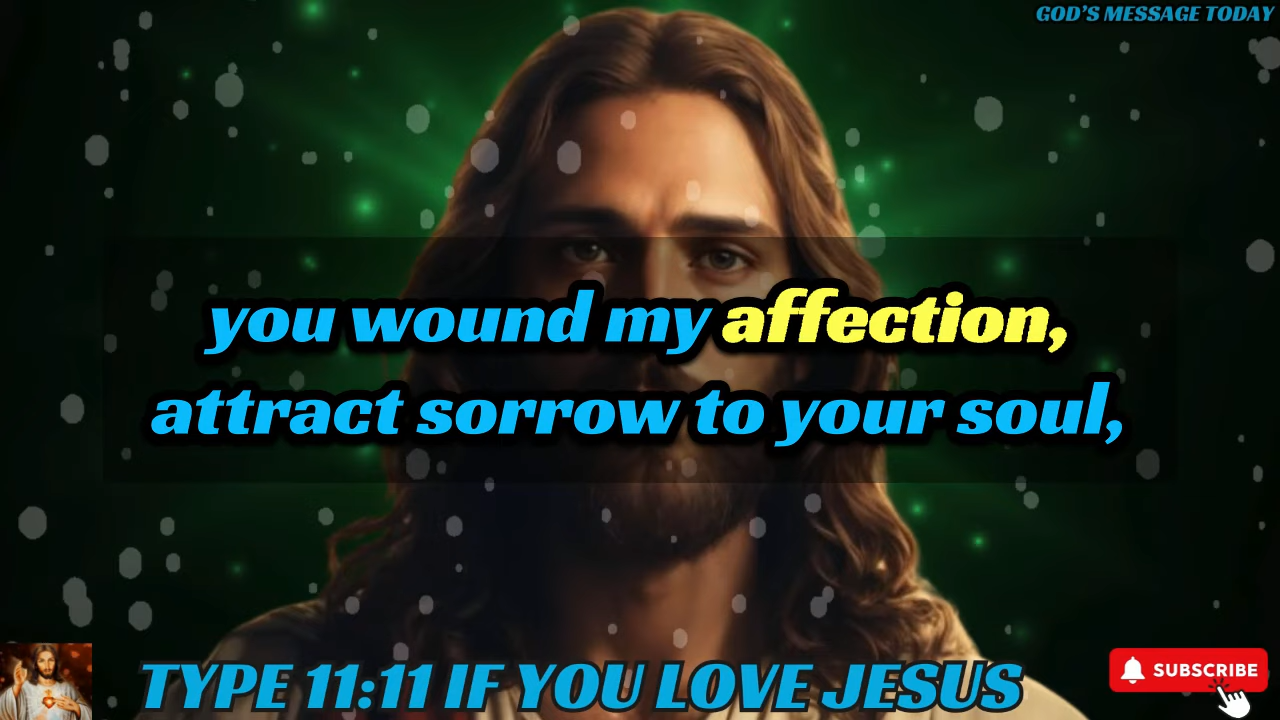 GOD'S MESSAGE TODAY
you wound my affection,
attract sorrow to your soul,
TYPE 11:11 IF YOU LOVE JESUS
SUBSCRIBE